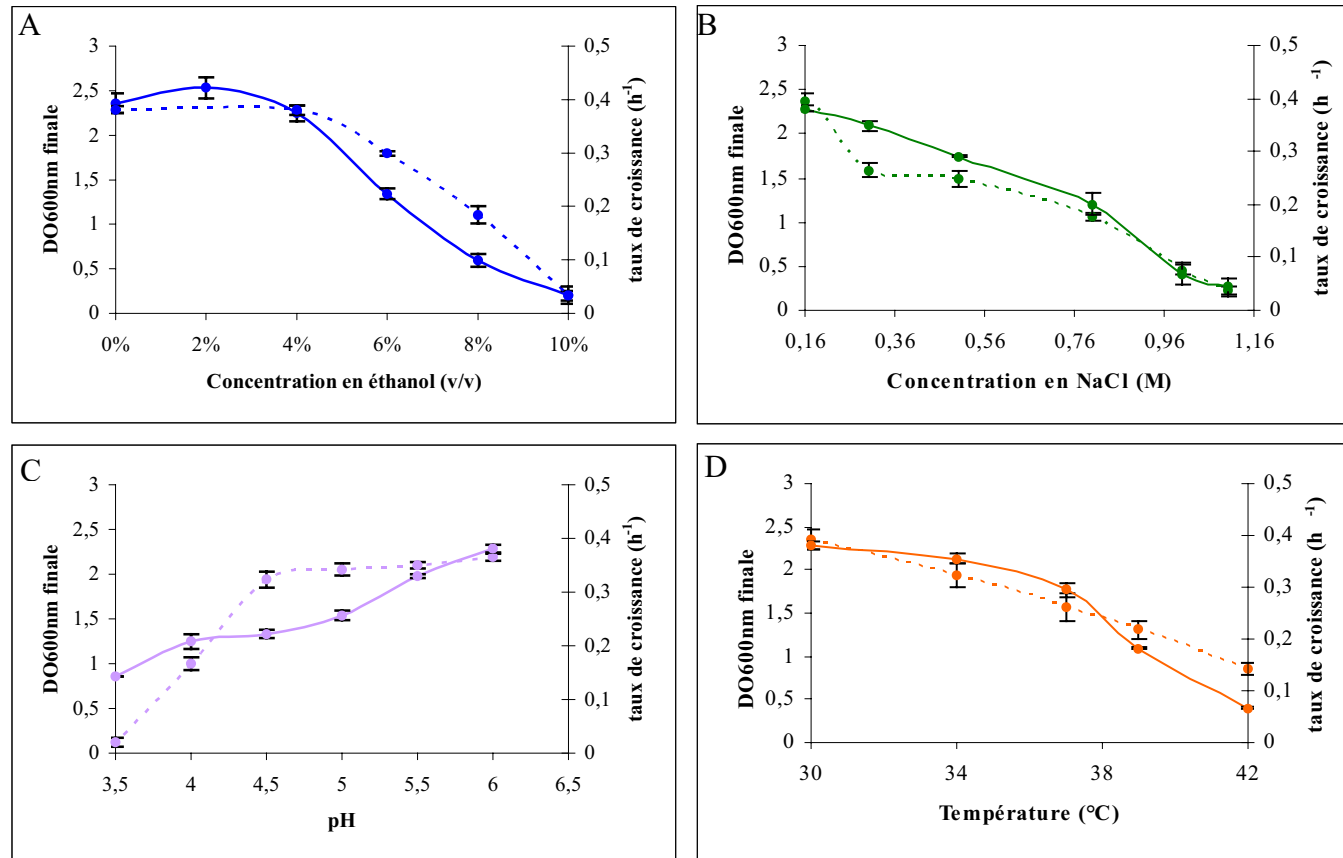 A
DO600nm finale
3
2,5
2
1,5
1
0,5
0
0,5
0,4
0,3
0,2
0,1
0
taux de croissance (h⁻¹)
0% 2% 4% 6% 8% 10%
Concentration en éthanol (v/v)
B
DO600nm finale
3
2,5
2
1,5
1
0,5
0
0,5
0,4
0,3
0,2
0,1
0
taux de croissance (h ⁻¹)
0,16 0,36 0,56 0,76 0,96 1,16
Concentration en NaCl (M)
C
DO600nm finale
3
2,5
2
1,5
1
0,5
0
0,5
0,4
0,3
0,2
0,1
0
taux de croissance (h⁻¹)
3,5 4 4,5 5 5,5 6 6,5
pH
D
DO600nm finale
3
2,5
2
1,5
1
0,5
0
0,5
0,4
0,3
0,2
0,1
0
taux de croissance (h ⁻¹)
30 34 38 42
Température (°C)